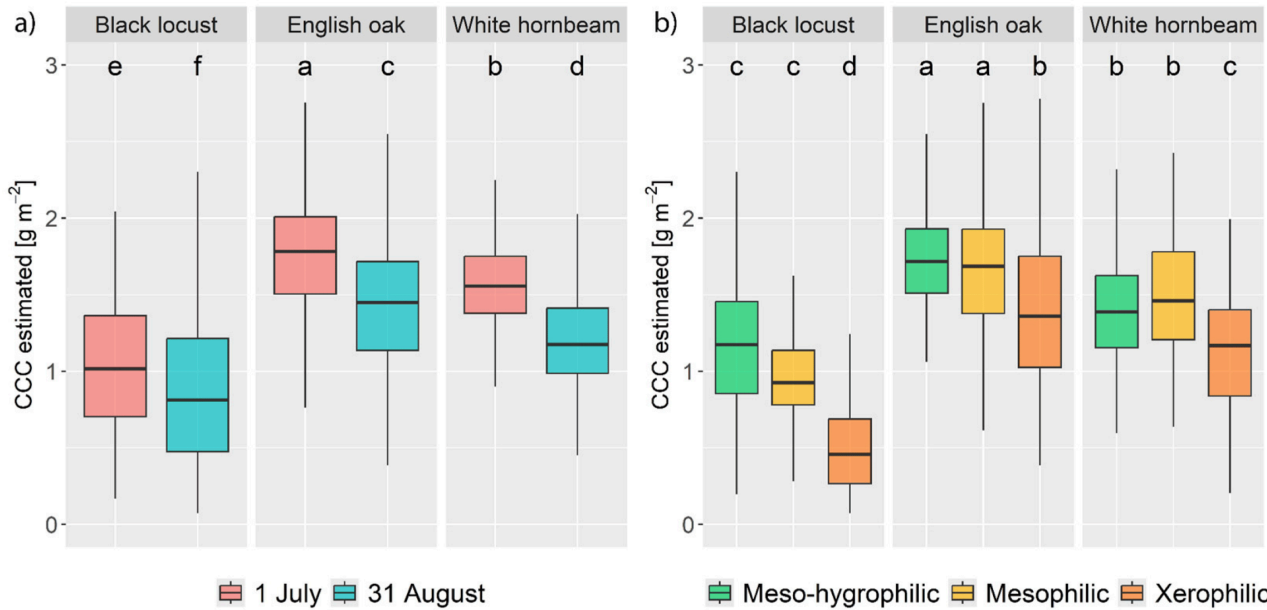 a)
Black locust English oak White hornbeam
e f a c b d
3
2
1
0
CCC estimated [g m⁻²]
1 July 31 August
b)
Black locust English oak White hornbeam
c c d a a b b b c
3
2
1
0
CCC estimated [g m⁻²]
Meso-hygrophilic Mesophilic Xerophilic